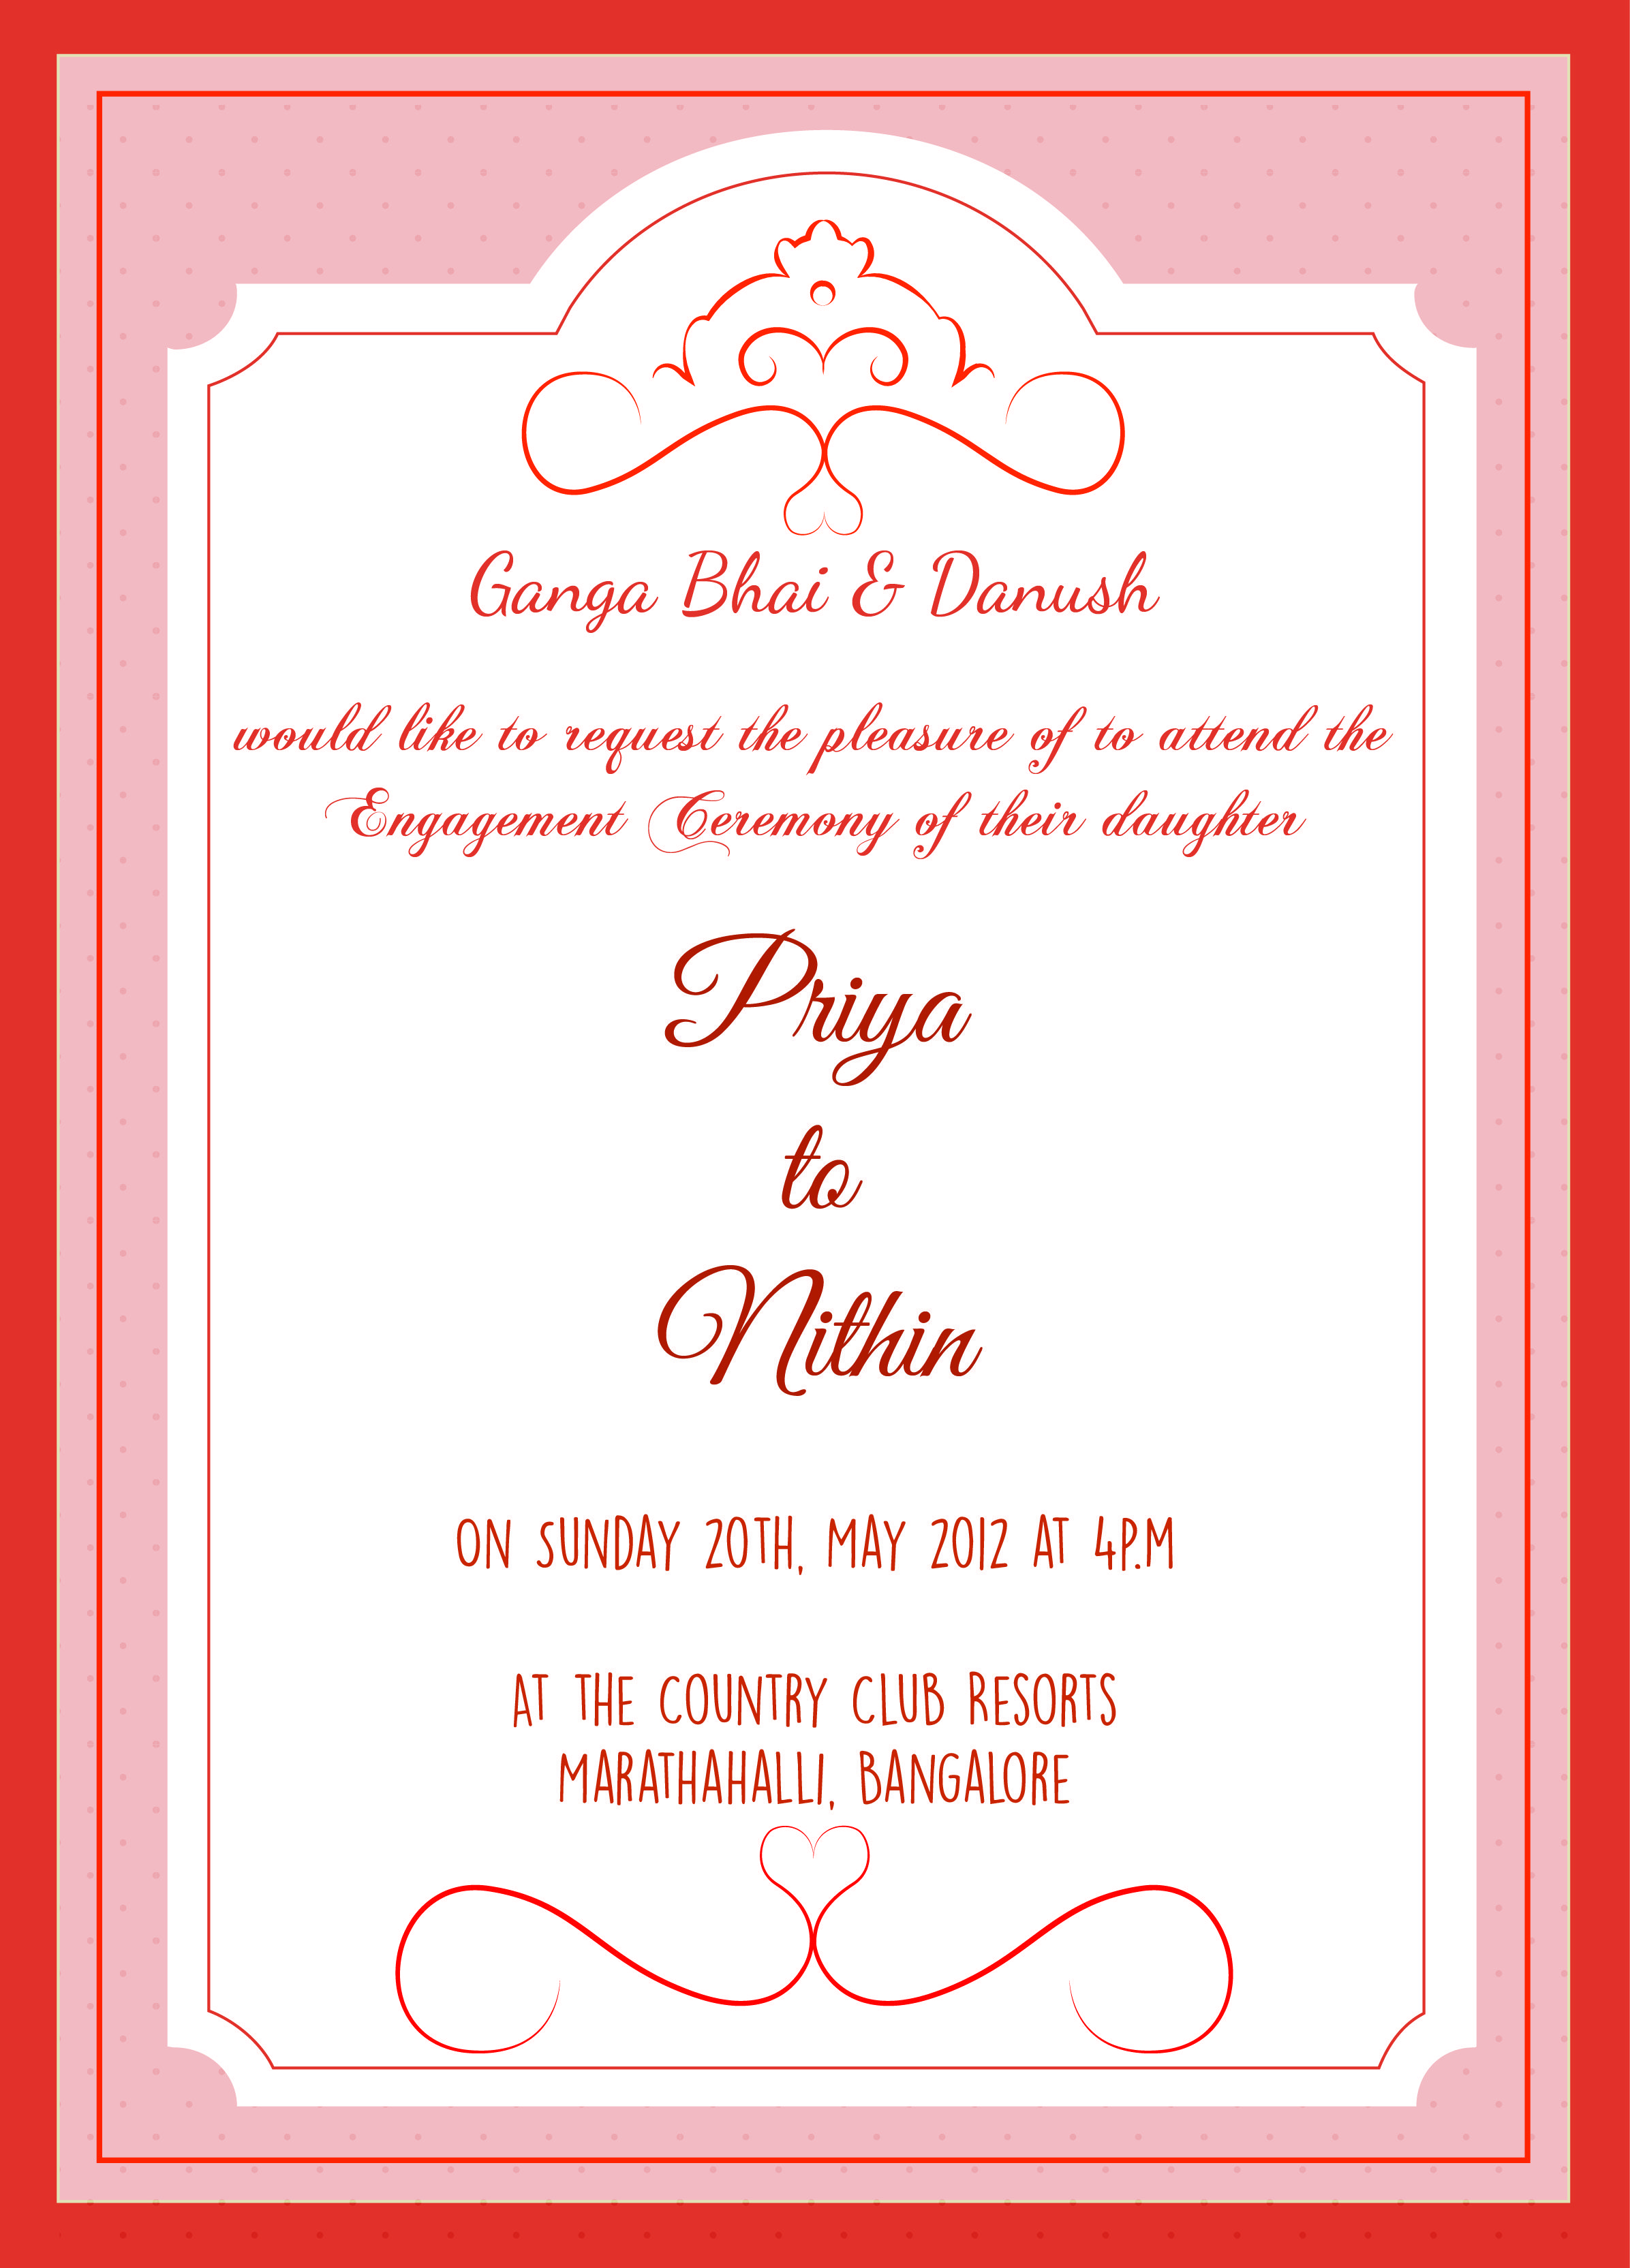 Ganga Bhai & Danush
would like to request the pleasure of to attend the
Engagement Ceremony of their daughter
Priya
to
Nithin
ON SUNDAY 20TH, MAY 2012 AT 4P.M
AT THE COUNTRY CLUB RESORTS
MARATHAHALLI, BANGALORE